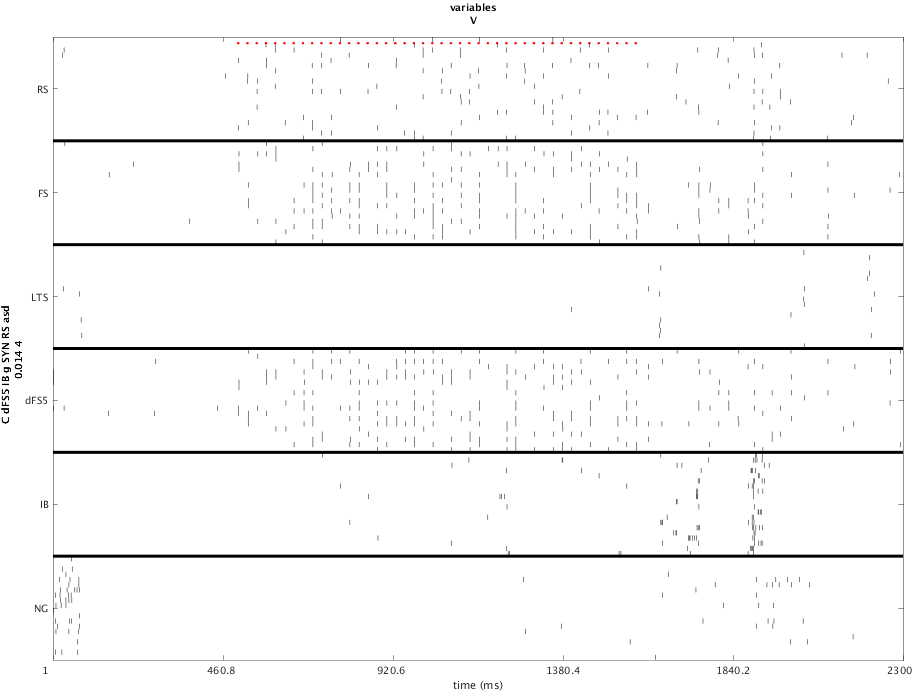 variables
V
RS
FS
LTS
dFS5
IB
NG
C dFS5 IB g SYN RS asd
0.014 4
1
460.8
920.6
1380.4
1840.2
2300
time (ms)